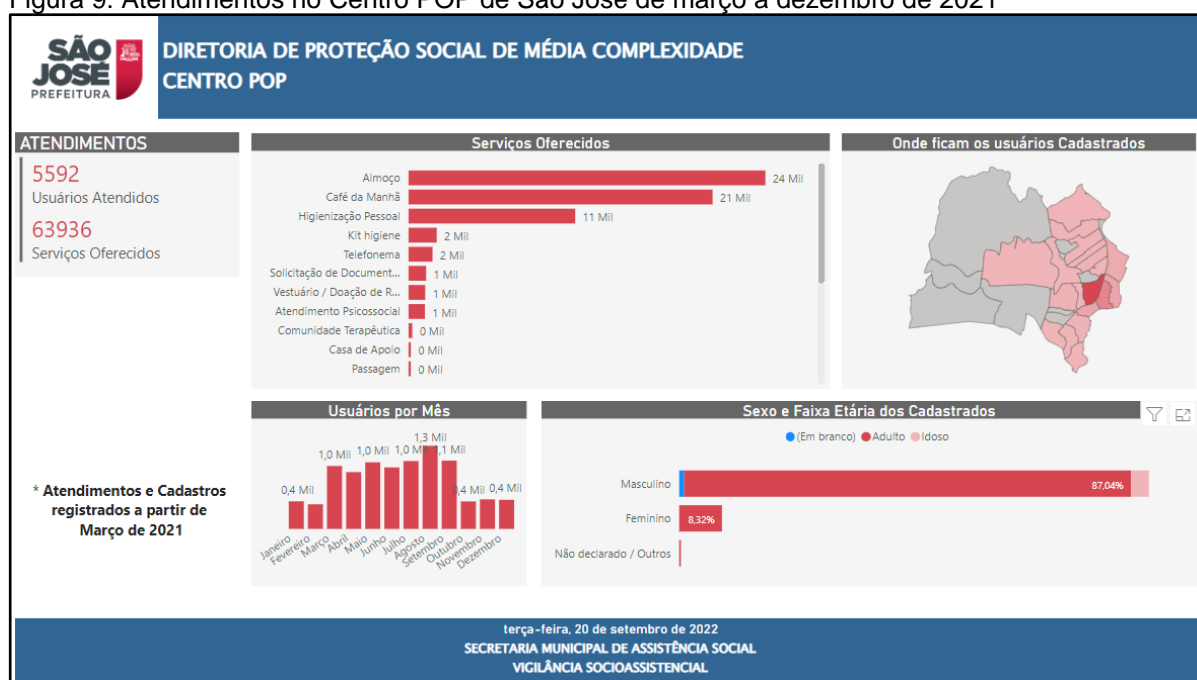 Figura 9: Atendimentos no Centro POP de São José de março a dezembro de 2021
SÃO
JOSÉ
PREFEITURA
DIRETORIA DE PROTEÇÃO SOCIAL DE MÉDIA COMPLEXIDADE
CENTRO POP
ATENDIMENTOS
5592
Usuários Atendidos
63936
Serviços Oferecidos
Serviços Oferecidos
Almoço 24 Mil
Café da Manhã 21 Mil
Higienização Pessoal 11 Mil
Kit higiene 2 Mil
Telefonema 2 Mil
Solicitação de Document... 1 Mil
Vestuário / Doação de R... 1 Mil
Atendimento Psicossocial 1 Mil
Comunidade Terapêutica 0 Mil
Casa de Apoio 0 Mil
Passagem 0 Mil
Onde ficam os usuários Cadastrados
* Atendimentos e Cadastros
registrados a partir de
Março de 2021
Usuários por Mês
0,4 Mil 1,0 Mil 1,0 Mil 1,0 Mil 1,3 Mil 1,1 Mil 0,4 Mil 0,4 Mil
Janeiro Fevereiro Março Abril Maio Junho Julho Agosto Setembro Outubro Novembro Dezembro
Sexo e Faixa Etária dos Cadastrados
(Em branco) Adulto Idoso
Masculino 87,04%
Feminino 8,32%
Não declarado / Outros
terça-feira, 20 de setembro de 2022
SECRETARIA MUNICIPAL DE ASSISTÊNCIA SOCIAL
VIGILÂNCIA SOCIOASSISTENCIAL